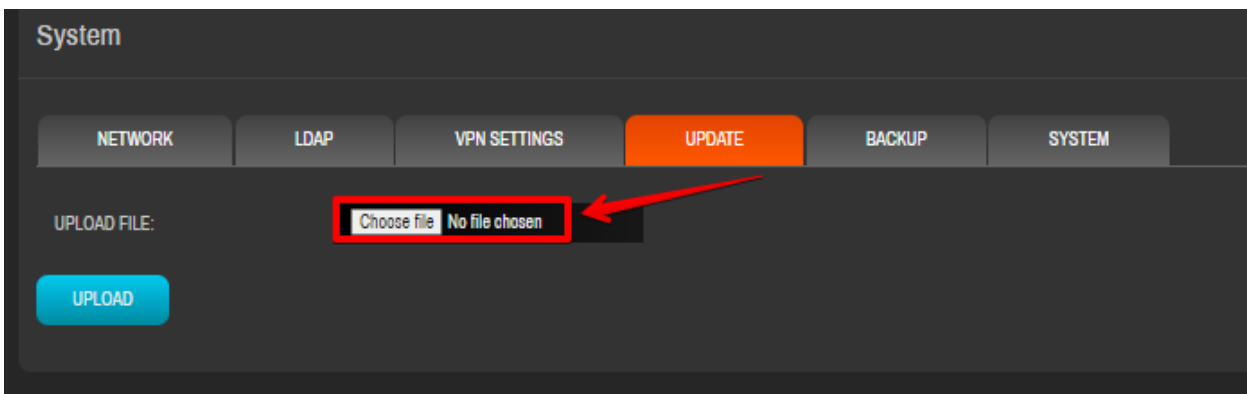 System
NETWORK LDAP VPN SETTINGS UPDATE BACKUP SYSTEM
UPLOAD FILE: Choose file No file chosen
UPLOAD